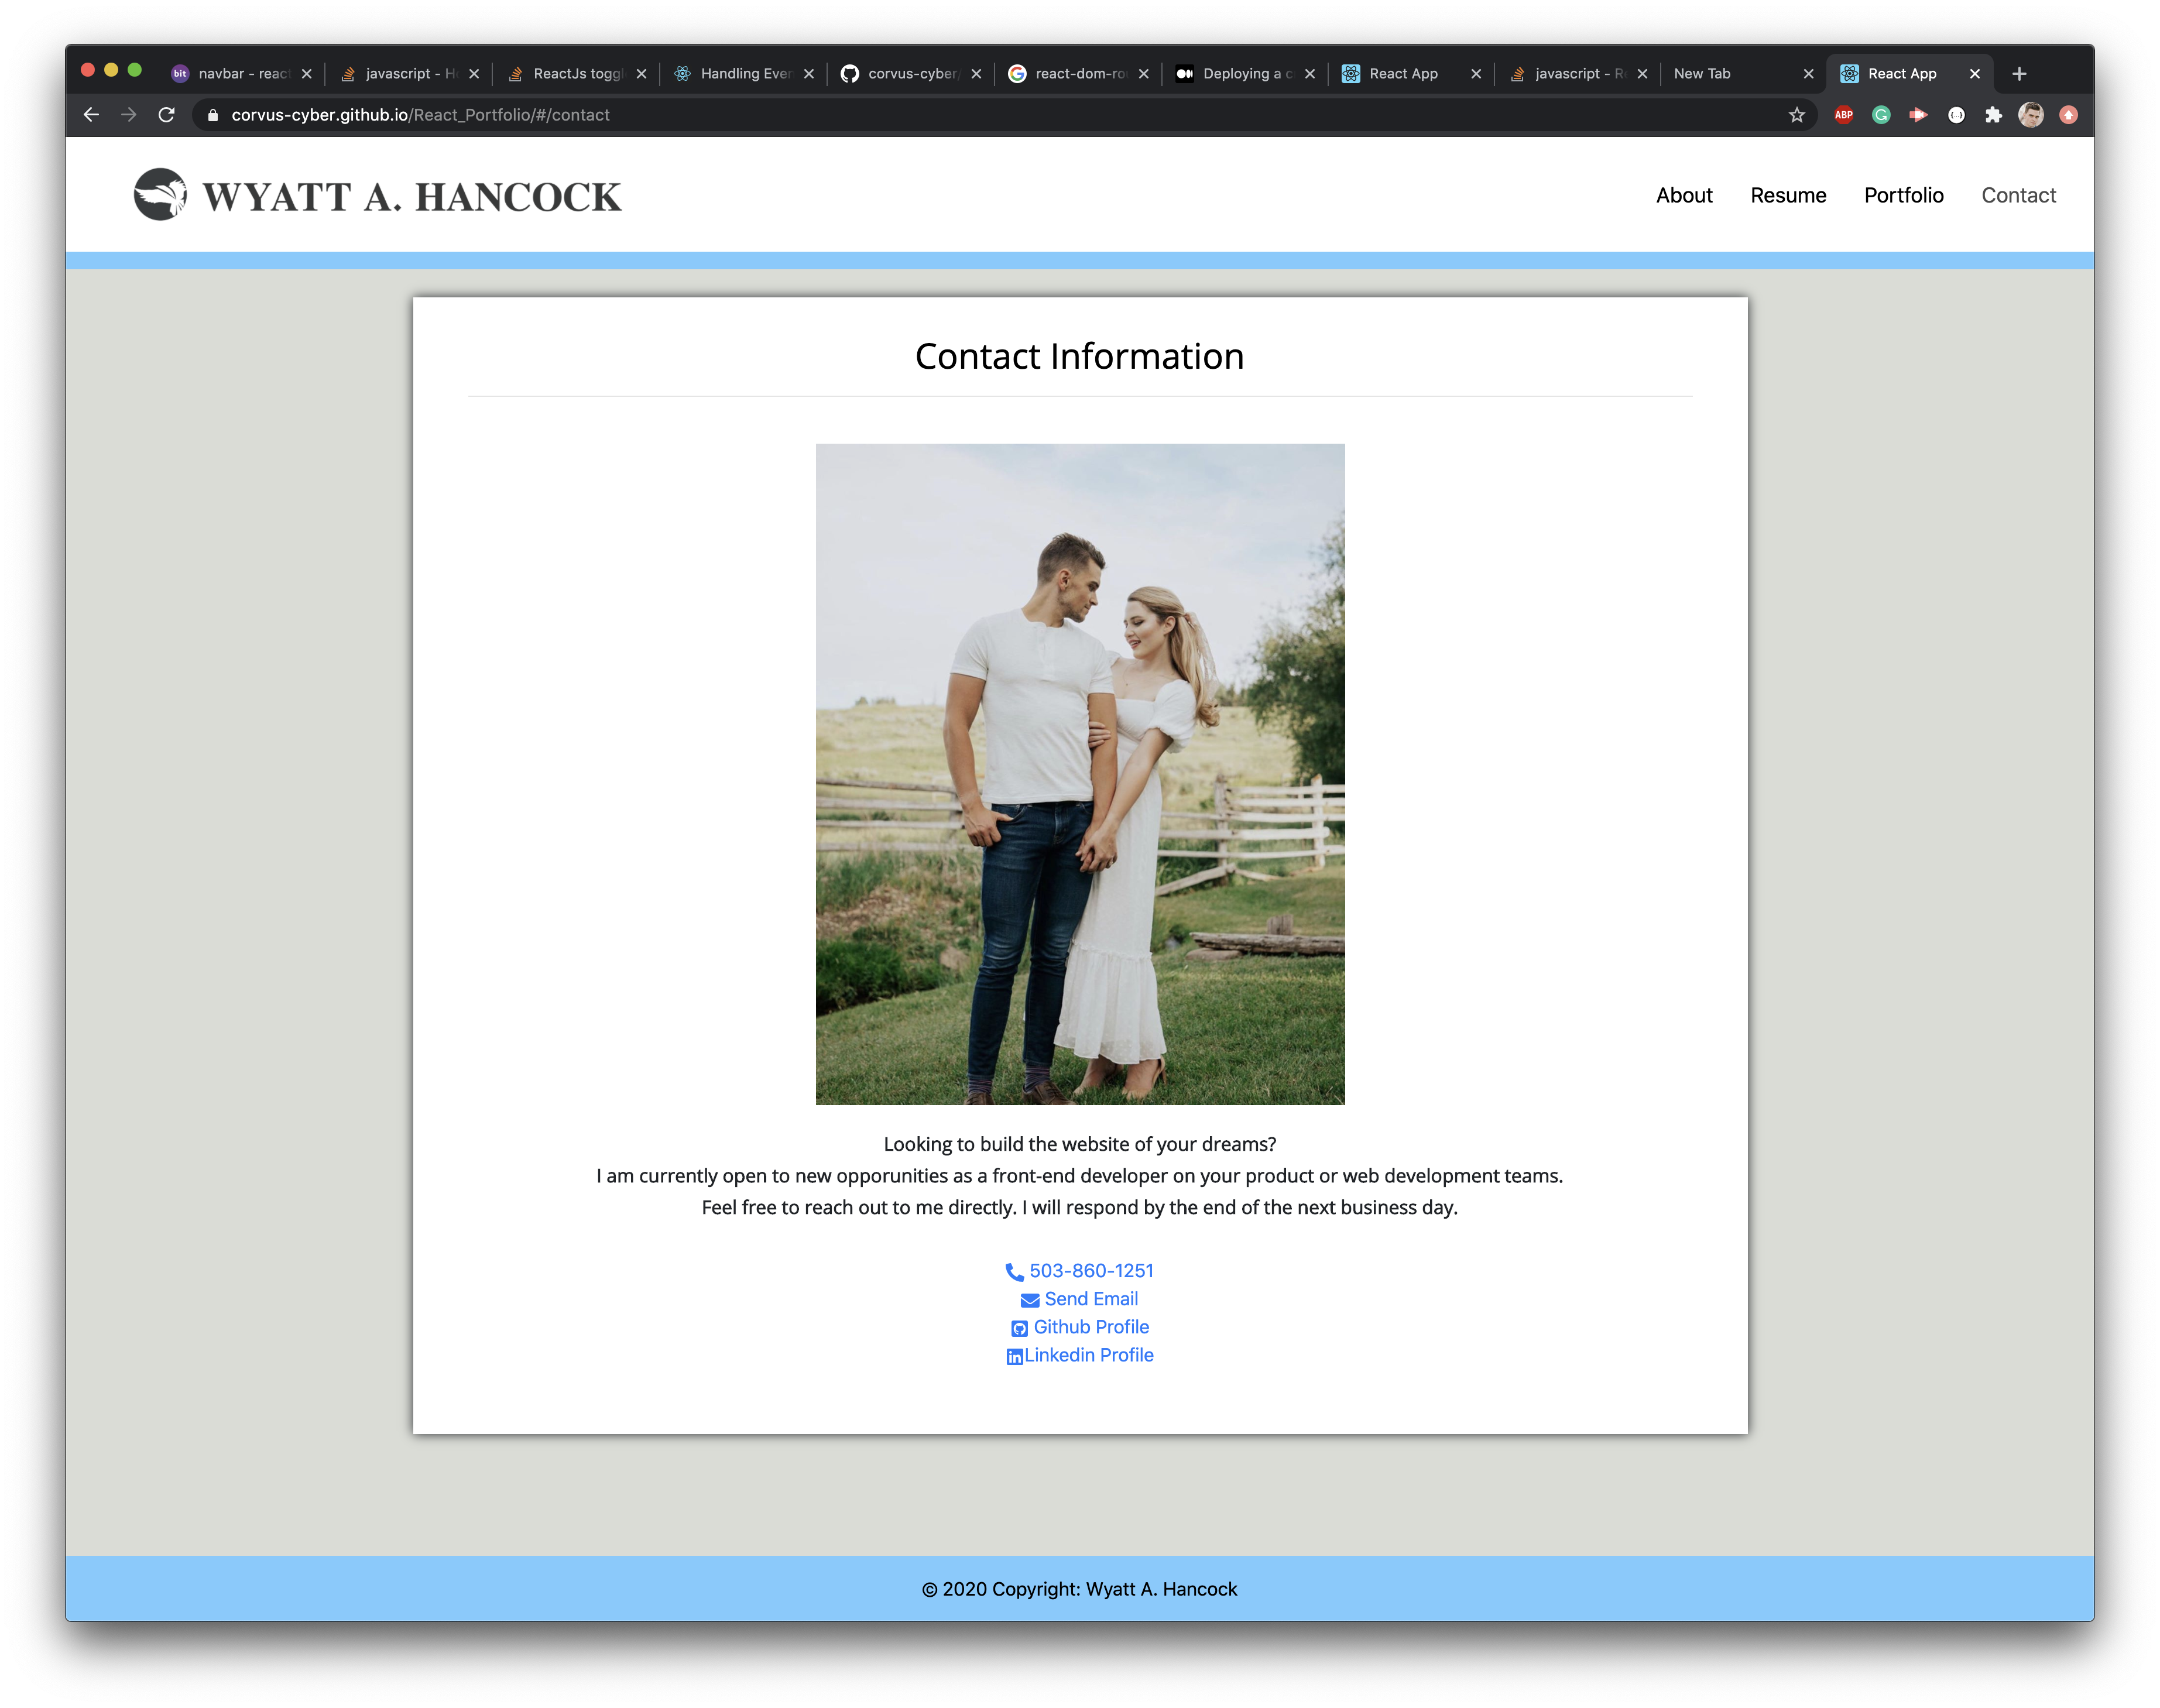 bit navbar - reac
javascript - H
ReactJs toggl
Handling Even
corvus-cyber/
react-dom-ro
Deploying a c
React App
javascript - R
New Tab
React App
corvus-cyber.github.io/React_Portfolio/#/contact
ABP
WYATT A. HANCOCK
About
Resume
Portfolio
Contact
Contact Information
Looking to build the website of your dreams?
I am currently open to new opporunities as a front-end developer on your product or web development teams.
Feel free to reach out to me directly. I will respond by the end of the next business day.
503-860-1251
Send Email
Github Profile
in Linkedin Profile
© 2020 Copyright: Wyatt A. Hancock